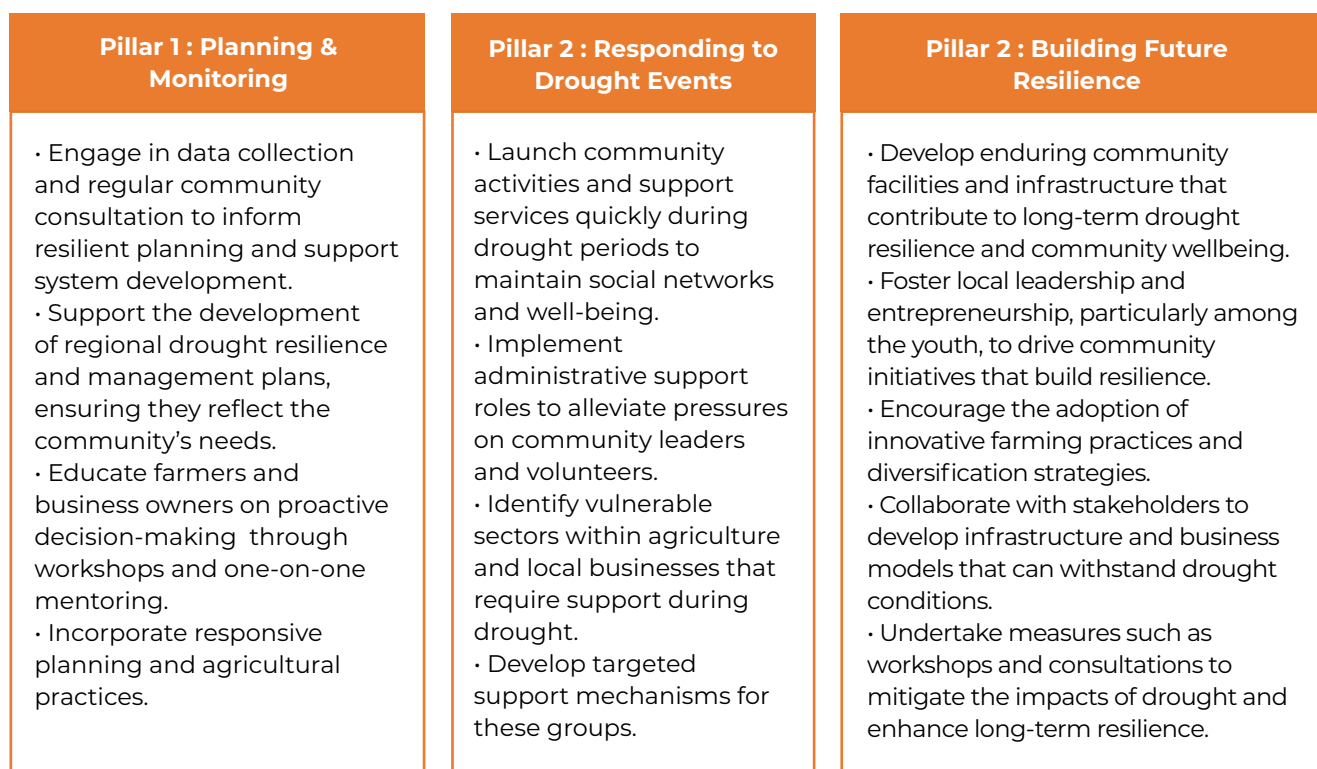 Pillar 1 : Planning &
Monitoring
· Engage in data collection
and regular community
consultation to inform
resilient planning and support
system development.
· Support the development
of regional drought resilience
and management plans,
ensuring they reflect the
community’s needs.
· Educate farmers and
business owners on proactive
decision-making  through
workshops and one-on-one
mentoring.
· Incorporate responsive
planning and agricultural
practices.
Pillar 2 : Responding to
Drought Events
· Launch community
activities and support
services quickly during
drought periods to
maintain social networks
and well-being.
· Implement
administrative support
roles to alleviate pressures
on community leaders
and volunteers.
· Identify vulnerable
sectors within agriculture
and local businesses that
require support during
drought.
· Develop targeted
support mechanisms for
these groups.
Pillar 2 : Building Future
Resilience
· Develop enduring community
facilities and infrastructure that
contribute to long-term drought
resilience and community wellbeing.
· Foster local leadership and
entrepreneurship, particularly among
the youth, to drive community
initiatives that build resilience.
· Encourage the adoption of
innovative farming practices and
diversification strategies.
· Collaborate with stakeholders to
develop infrastructure and business
models that can withstand drought
conditions.
· Undertake measures such as
workshops and consultations to
mitigate the impacts of drought and
enhance long-term resilience.